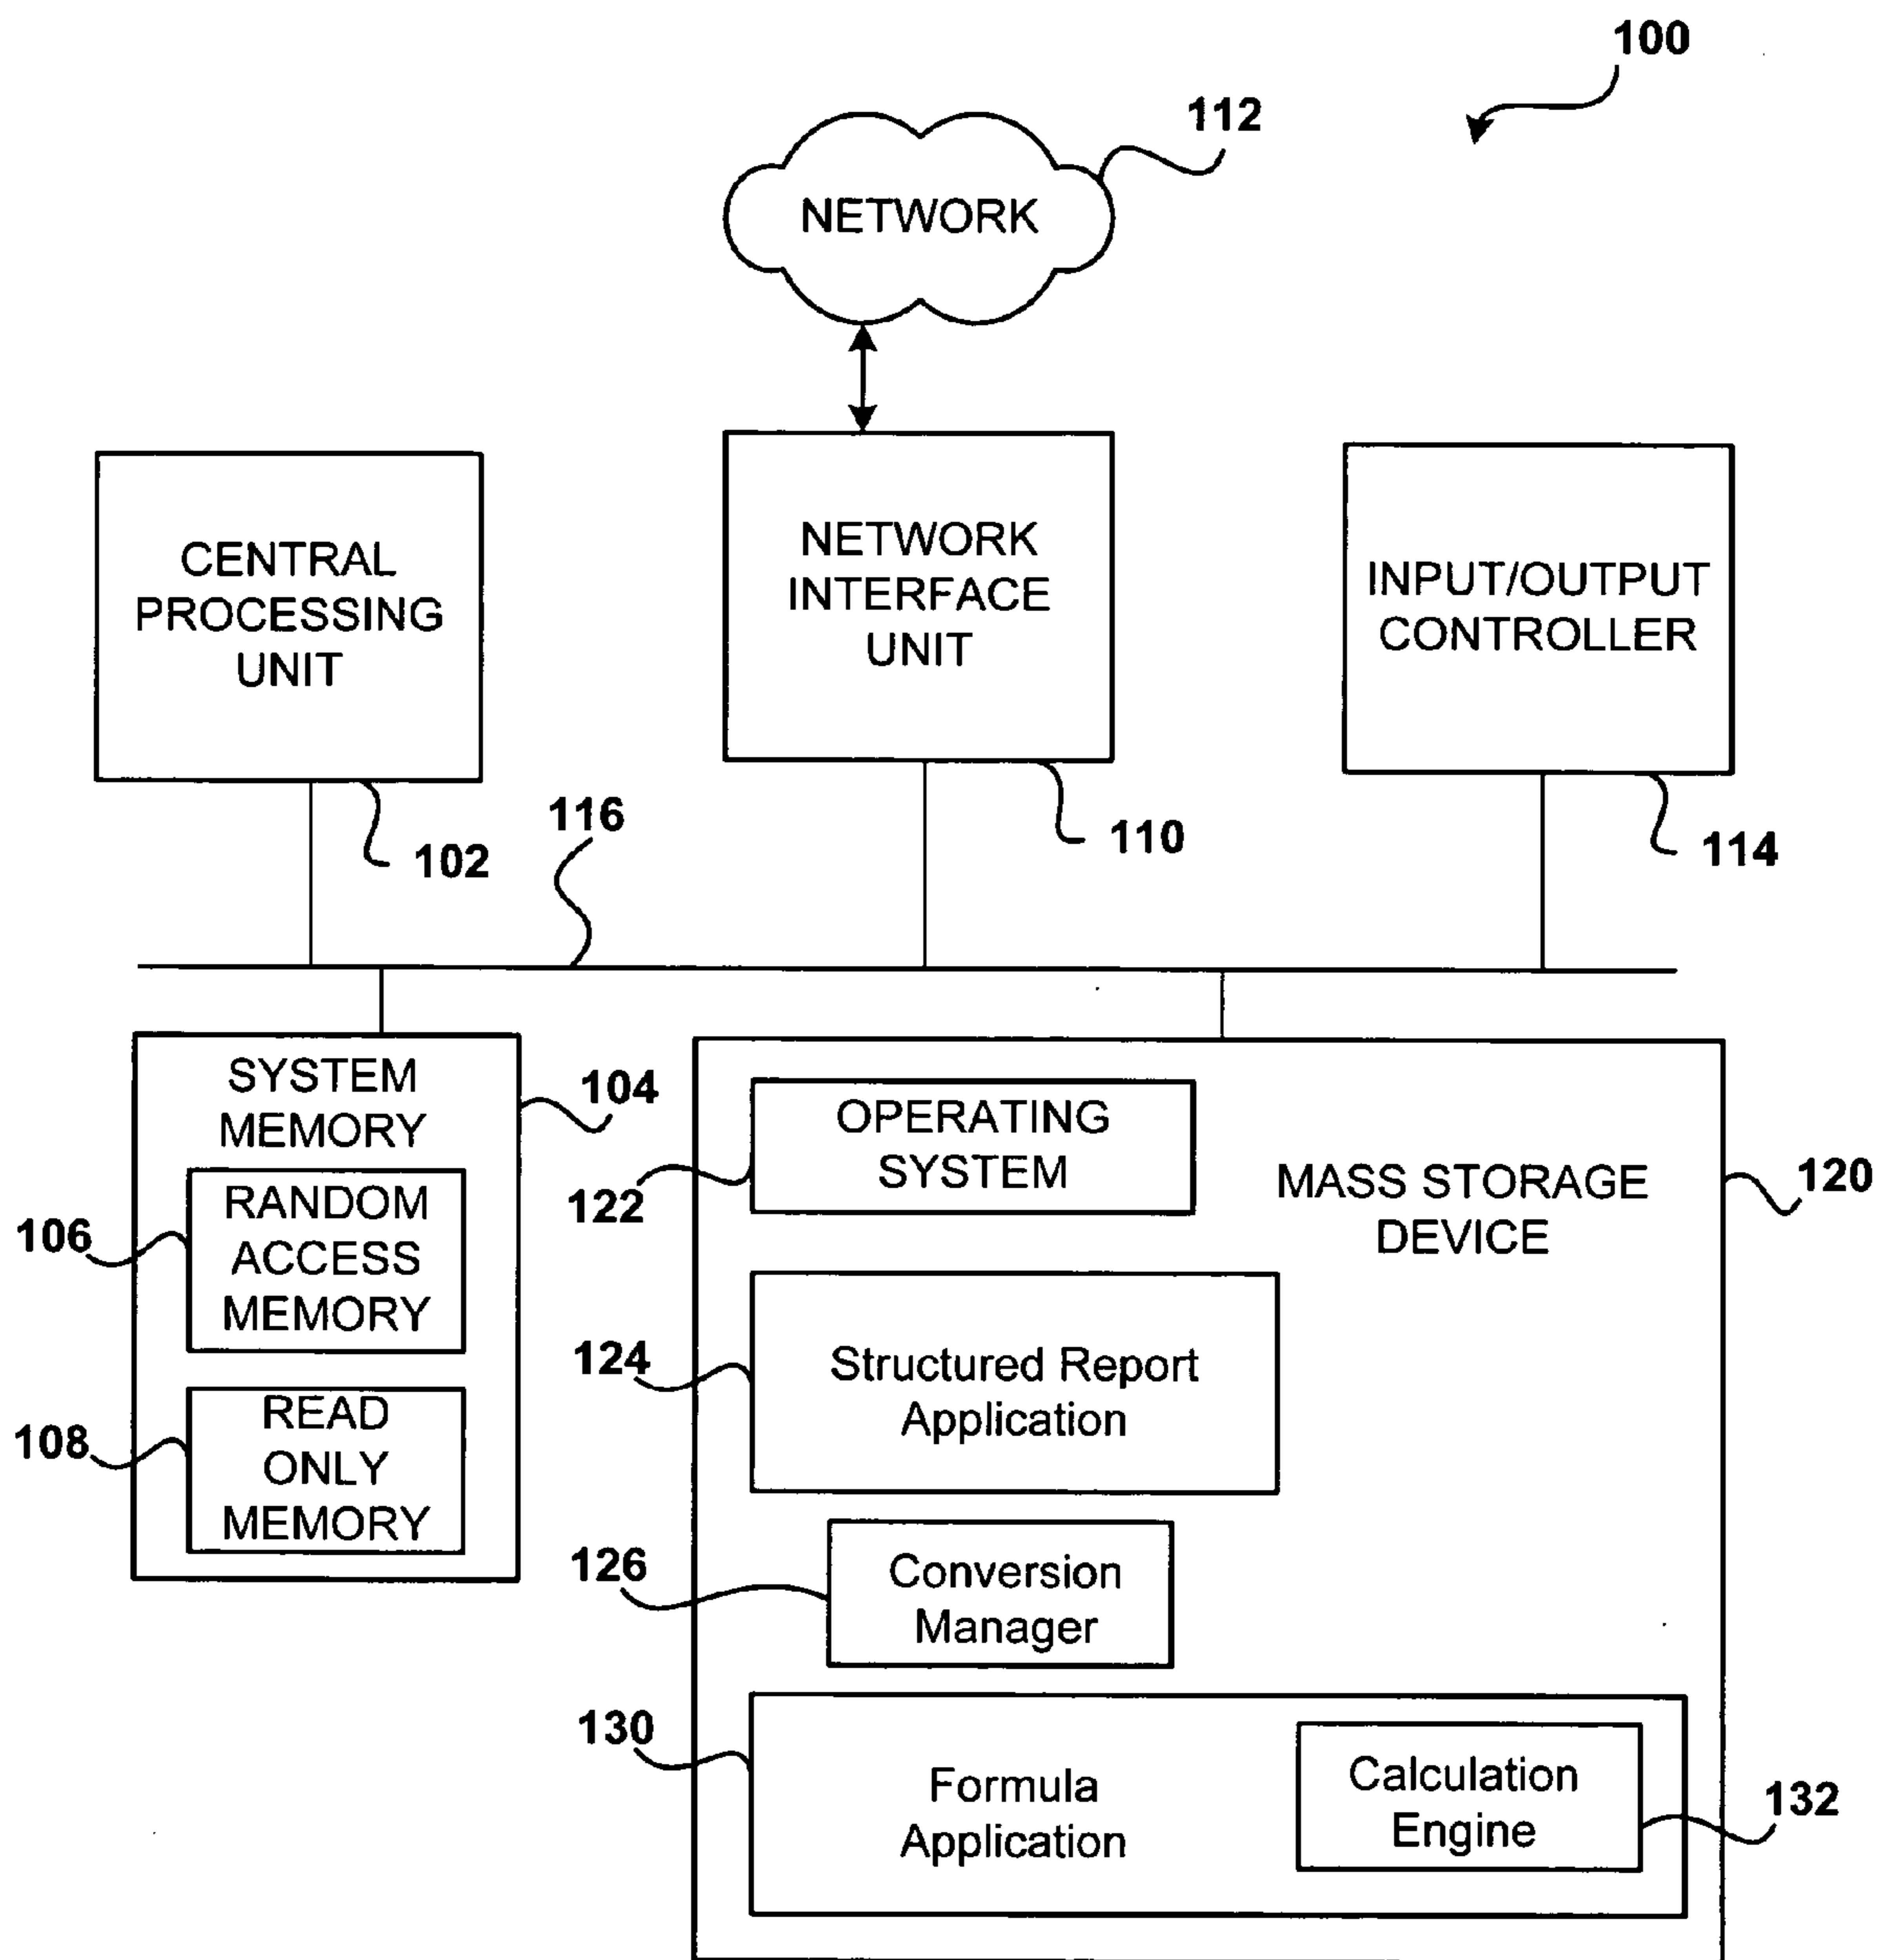 100
112
NETWORK
CENTRAL
PROCESSING
UNIT
NETWORK
INTERFACE
UNIT
INPUT/OUTPUT
CONTROLLER
116
102
110
114
SYSTEM
MEMORY
104
RANDOM
ACCESS
MEMORY
106
READ
ONLY
MEMORY
108
OPERATING
SYSTEM
122
MASS STORAGE
DEVICE
120
124
Structured Report
Application
126
Conversion
Manager
130
Formula
Application
Calculation
Engine
132